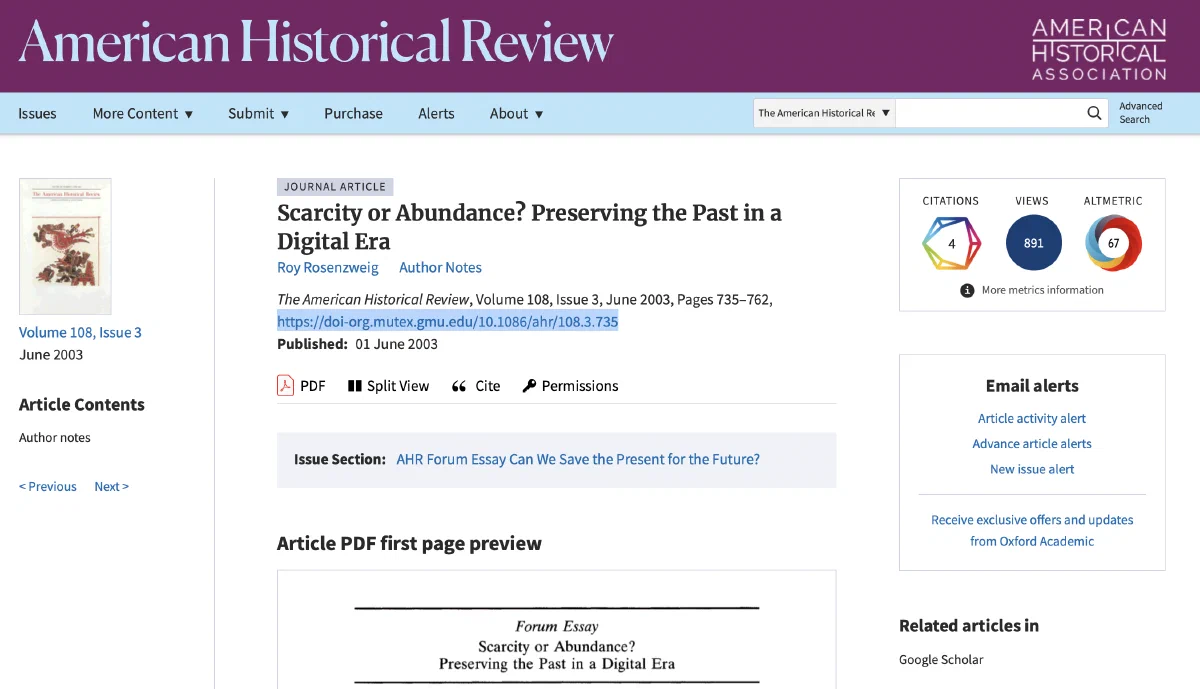 American Historical Review
AMERICAN
HISTORICAL
ASSOCIATION
Issues More Content ▼ Submit ▼ Purchase Alerts About ▼
The American Historical Re ▼
Advanced
Search
The American Historical Review
Volume 108, Issue 3
June 2003
Article Contents
Author notes
< Previous Next >
JOURNAL ARTICLE
Scarcity or Abundance? Preserving the Past in a
Digital Era
Roy Rosenzweig Author Notes
The American Historical Review, Volume 108, Issue 3, June 2003, Pages 735–762,
https://doi-org.mutex.gmu.edu/10.1086/ahr/108.3.735
Published: 01 June 2003
PDF Split View Cite Permissions
Issue Section: AHR Forum Essay Can We Save the Present for the Future?
Article PDF first page preview
Forum Essay
Scarcity or Abundance?
Preserving the Past in a Digital Era
CITATIONS VIEWS ALTMETRIC
4 891 67
More metrics information
Email alerts
Article activity alert
Advance article alerts
New issue alert
Receive exclusive offers and updates
from Oxford Academic
Related articles in
Google Scholar